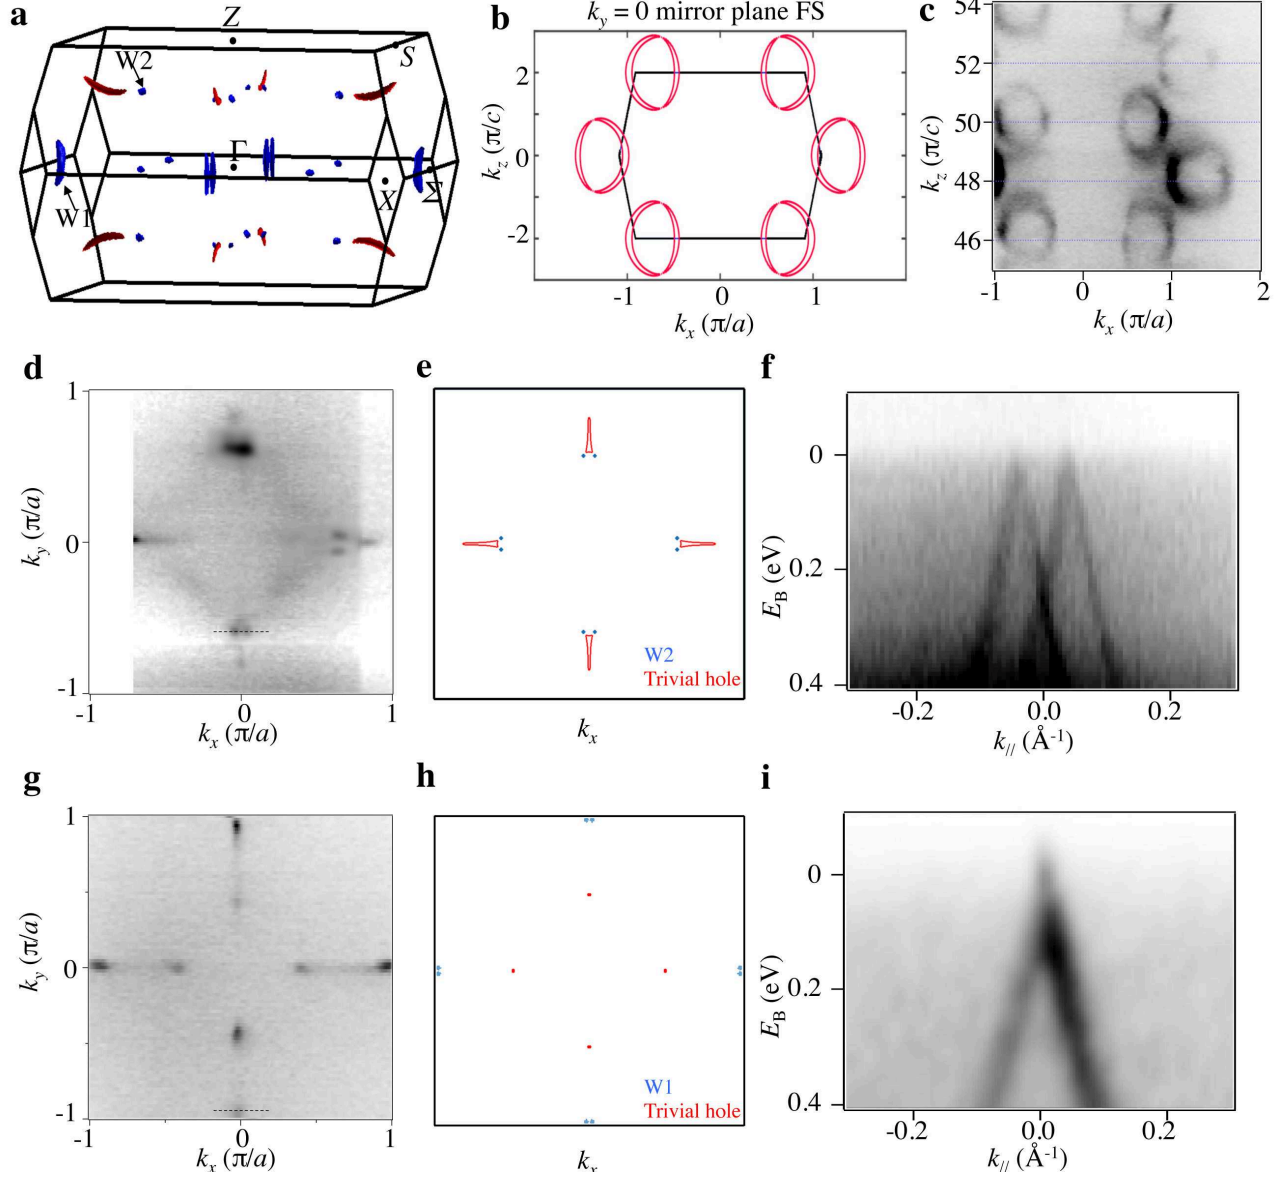 a
Z
S
W2
Γ
X
Σ
W1
b
k_y = 0 mirror plane FS
k_z (π/c)
2
0
-2
-1
0
1
k_x (π/a)
c
k_z (π/c)
54
52
50
48
46
-1
0
1
2
k_x (π/a)
d
k_y (π/a)
1
0
-1
-1
0
1
k_x (π/a)
e
W2
Trivial hole
k_x
f
E_B (eV)
0
0.2
0.4
-0.2
0.0
0.2
k_// (Å⁻¹)
g
k_y (π/a)
1
0
-1
-1
0
1
k_x (π/a)
h
W1
Trivial hole
k_x
i
E_B (eV)
0
0.2
0.4
-0.2
0.0
0.2
k_// (Å⁻¹)